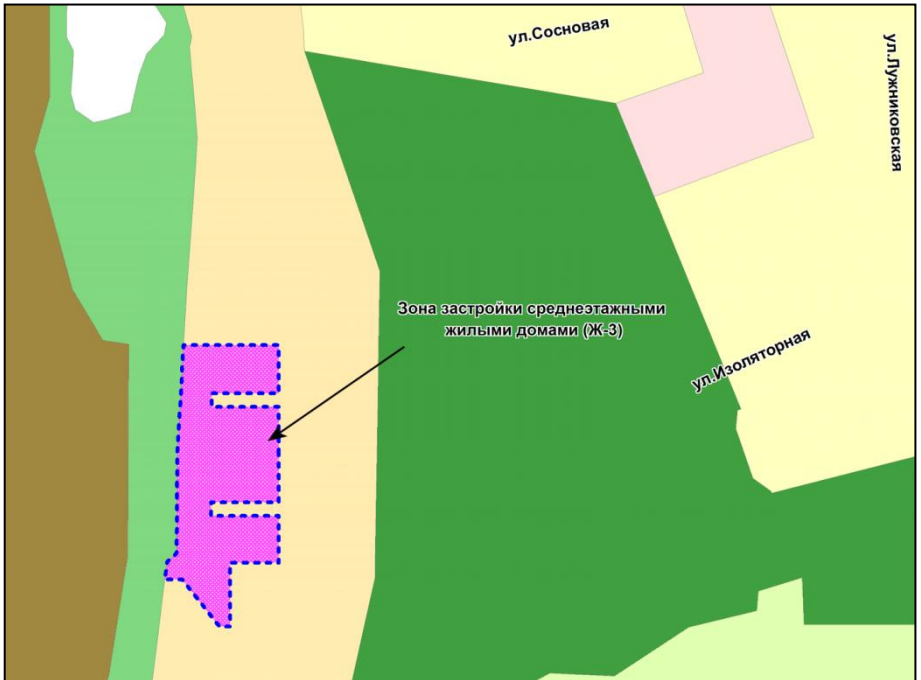 ул.Сосновая
ул.Лужниковская
Зона застройки среднеэтажными
жилыми домами (Ж-3)
ул.Изоляторная